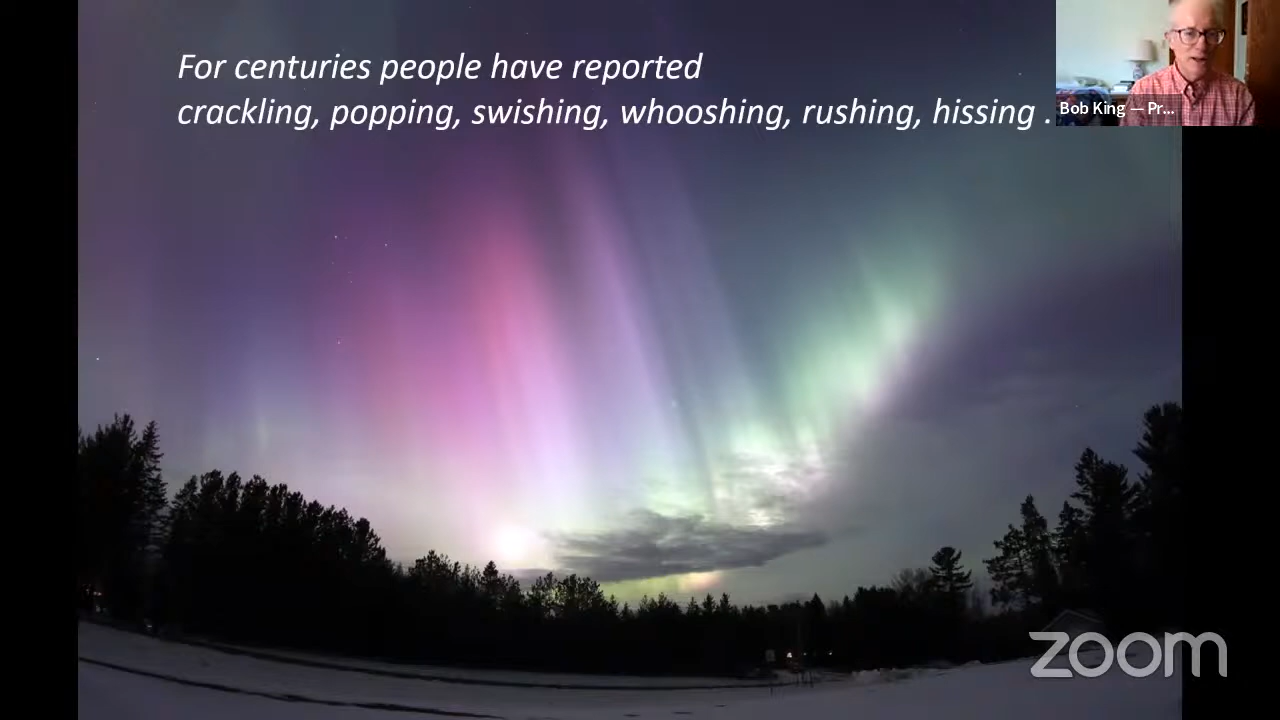 For centuries people have reported
crackling, popping, swishing, whooshing, rushing, hissing .
Bob King — Pr...
zoom